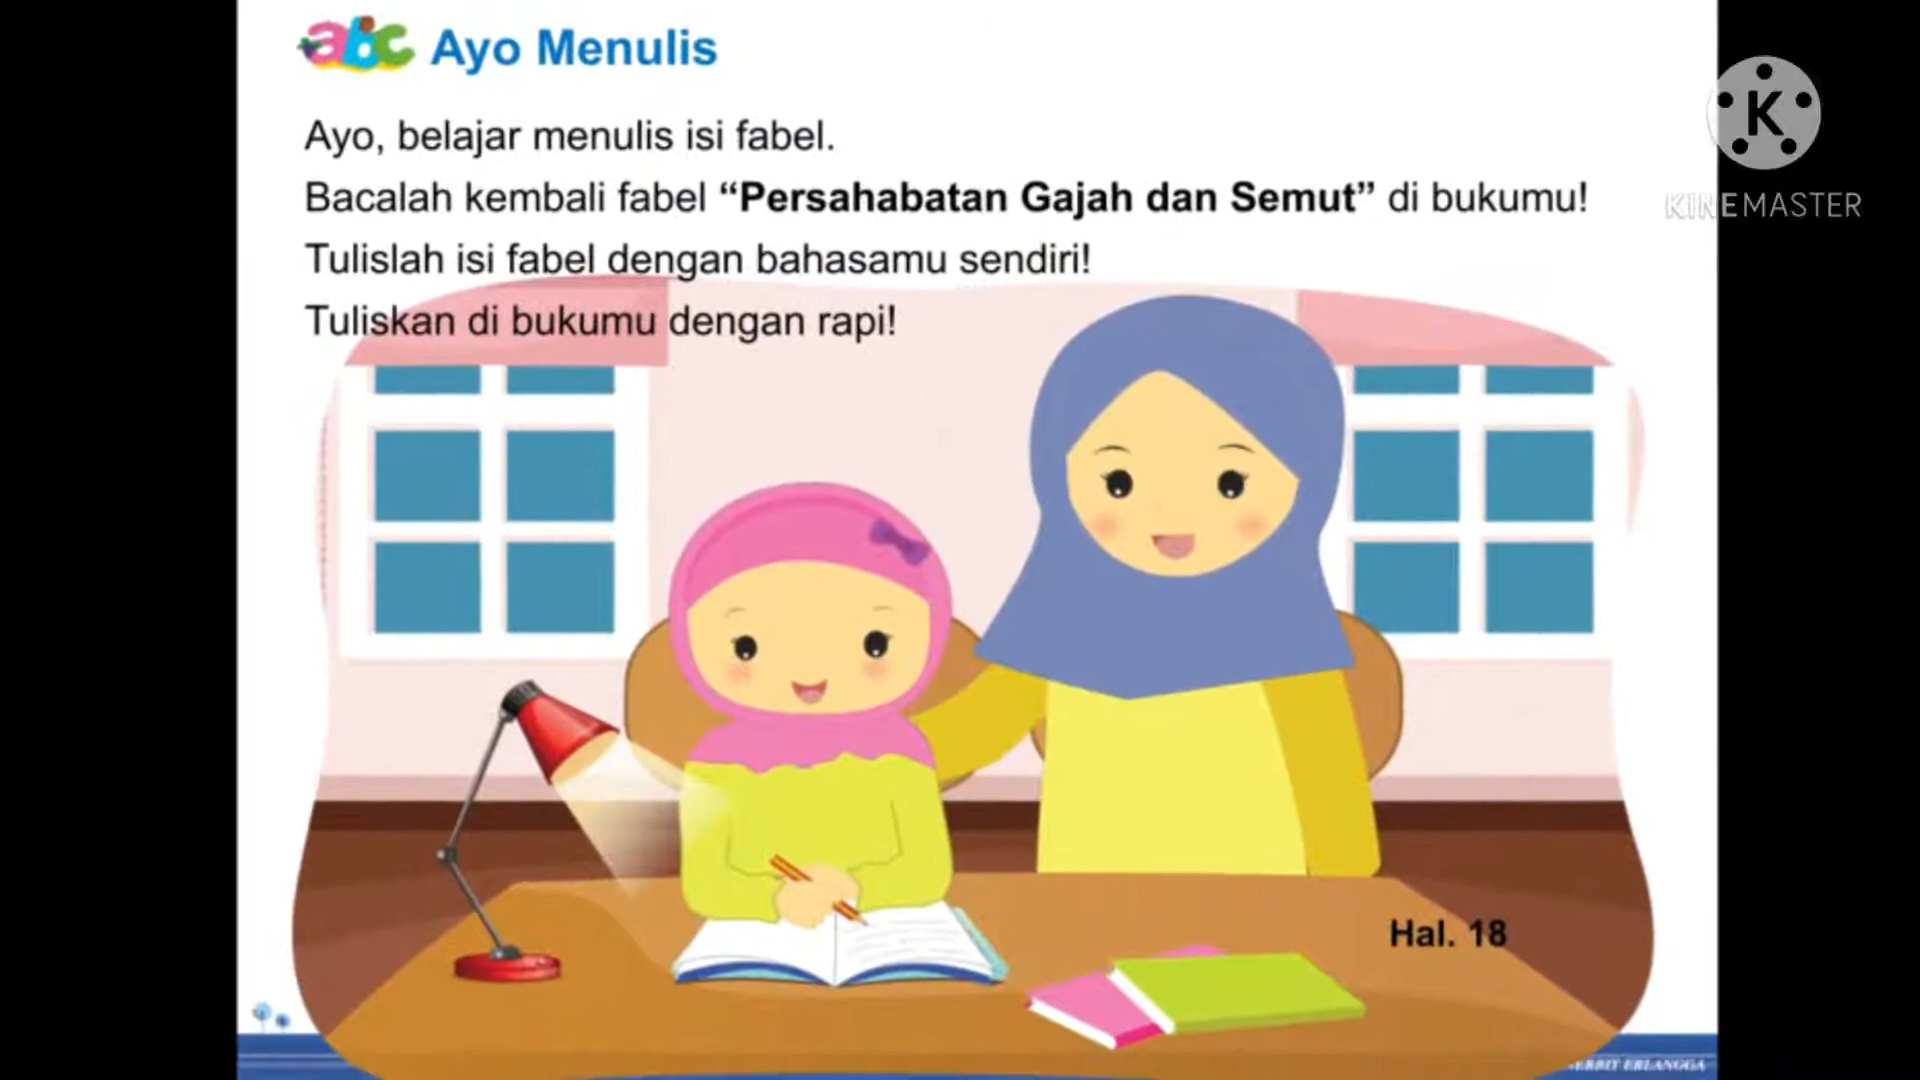 abc Ayo Menulis
Ayo, belajar menulis isi fabel.
Bacalah kembali fabel “Persahabatan Gajah dan Semut” di bukumu!
Tulislah isi fabel dengan bahasamu sendiri!
Tuliskan di bukumu dengan rapi!
K
KINEMASTER
Hal. 18
ERLANGGA